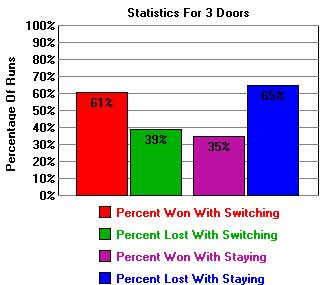 Statistics For 3 Doors
Percentage Of Runs
100%
90%
80%
70%
60%
50%
40%
30%
20%
10%
0%
61%
39%
35%
65%
Percent Won With Switching
Percent Lost With Switching
Percent Won With Staying
Percent Lost With Staying